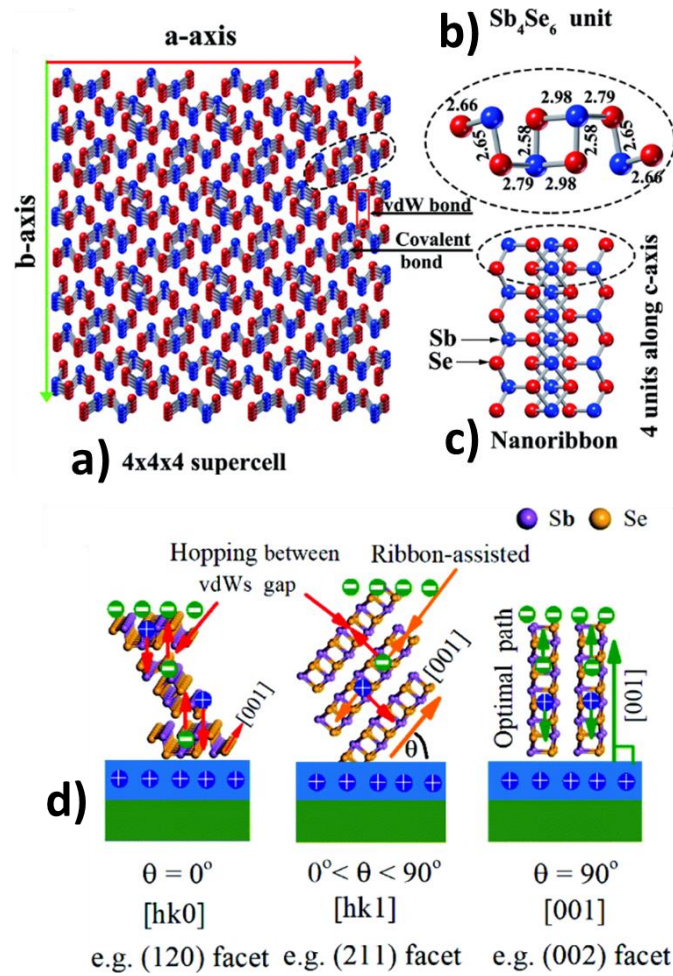 a-axis
b-axis
a) 4x4x4 supercell
b) Sb₄Se₆ unit
2.66
2.65
2.98
2.79
2.58
2.58
2.65
2.66
2.79
2.98
vdW bond
Covalent
bond
Sb
Se
4 units along c-axis
c) Nanoribbon
Sb Se
Hopping between
vdWs gap
Ribbon-assisted
[001]
[001]
θ
Optimal path
[001]
d)
θ = 0°
[hk0]
e.g. (120) facet
0°< θ < 90°
[hk1]
e.g. (211) facet
θ = 90°
[001]
e.g. (002) facet